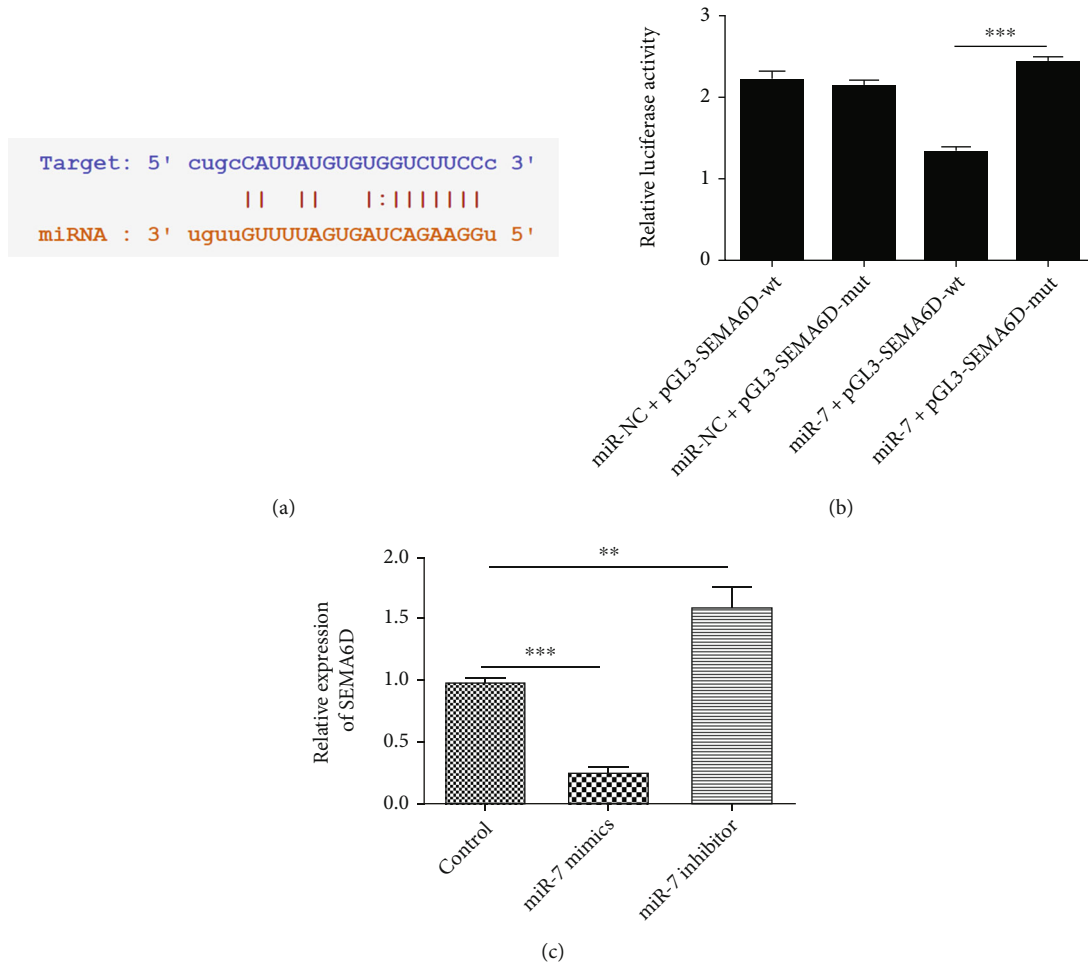 Target: 5' cugcCAUUAUGUGUGGUCUUCCc 3'
|| || |:|||||||
miRNA : 3' uguuGUUUUAGUGAUCAGAAGGu 5'
(a)
Relative luciferase activity
3
2
1
0
***
miR-NC + pGL3-SEMA6D-wt
miR-NC + pGL3-SEMA6D-mut
miR-7 + pGL3-SEMA6D-wt
miR-7 + pGL3-SEMA6D-mut
(b)
Relative expression
of SEMA6D
2.0
1.5
1.0
0.5
0.0
**
***
Control
miR-7 mimics
miR-7 inhibitor
(c)